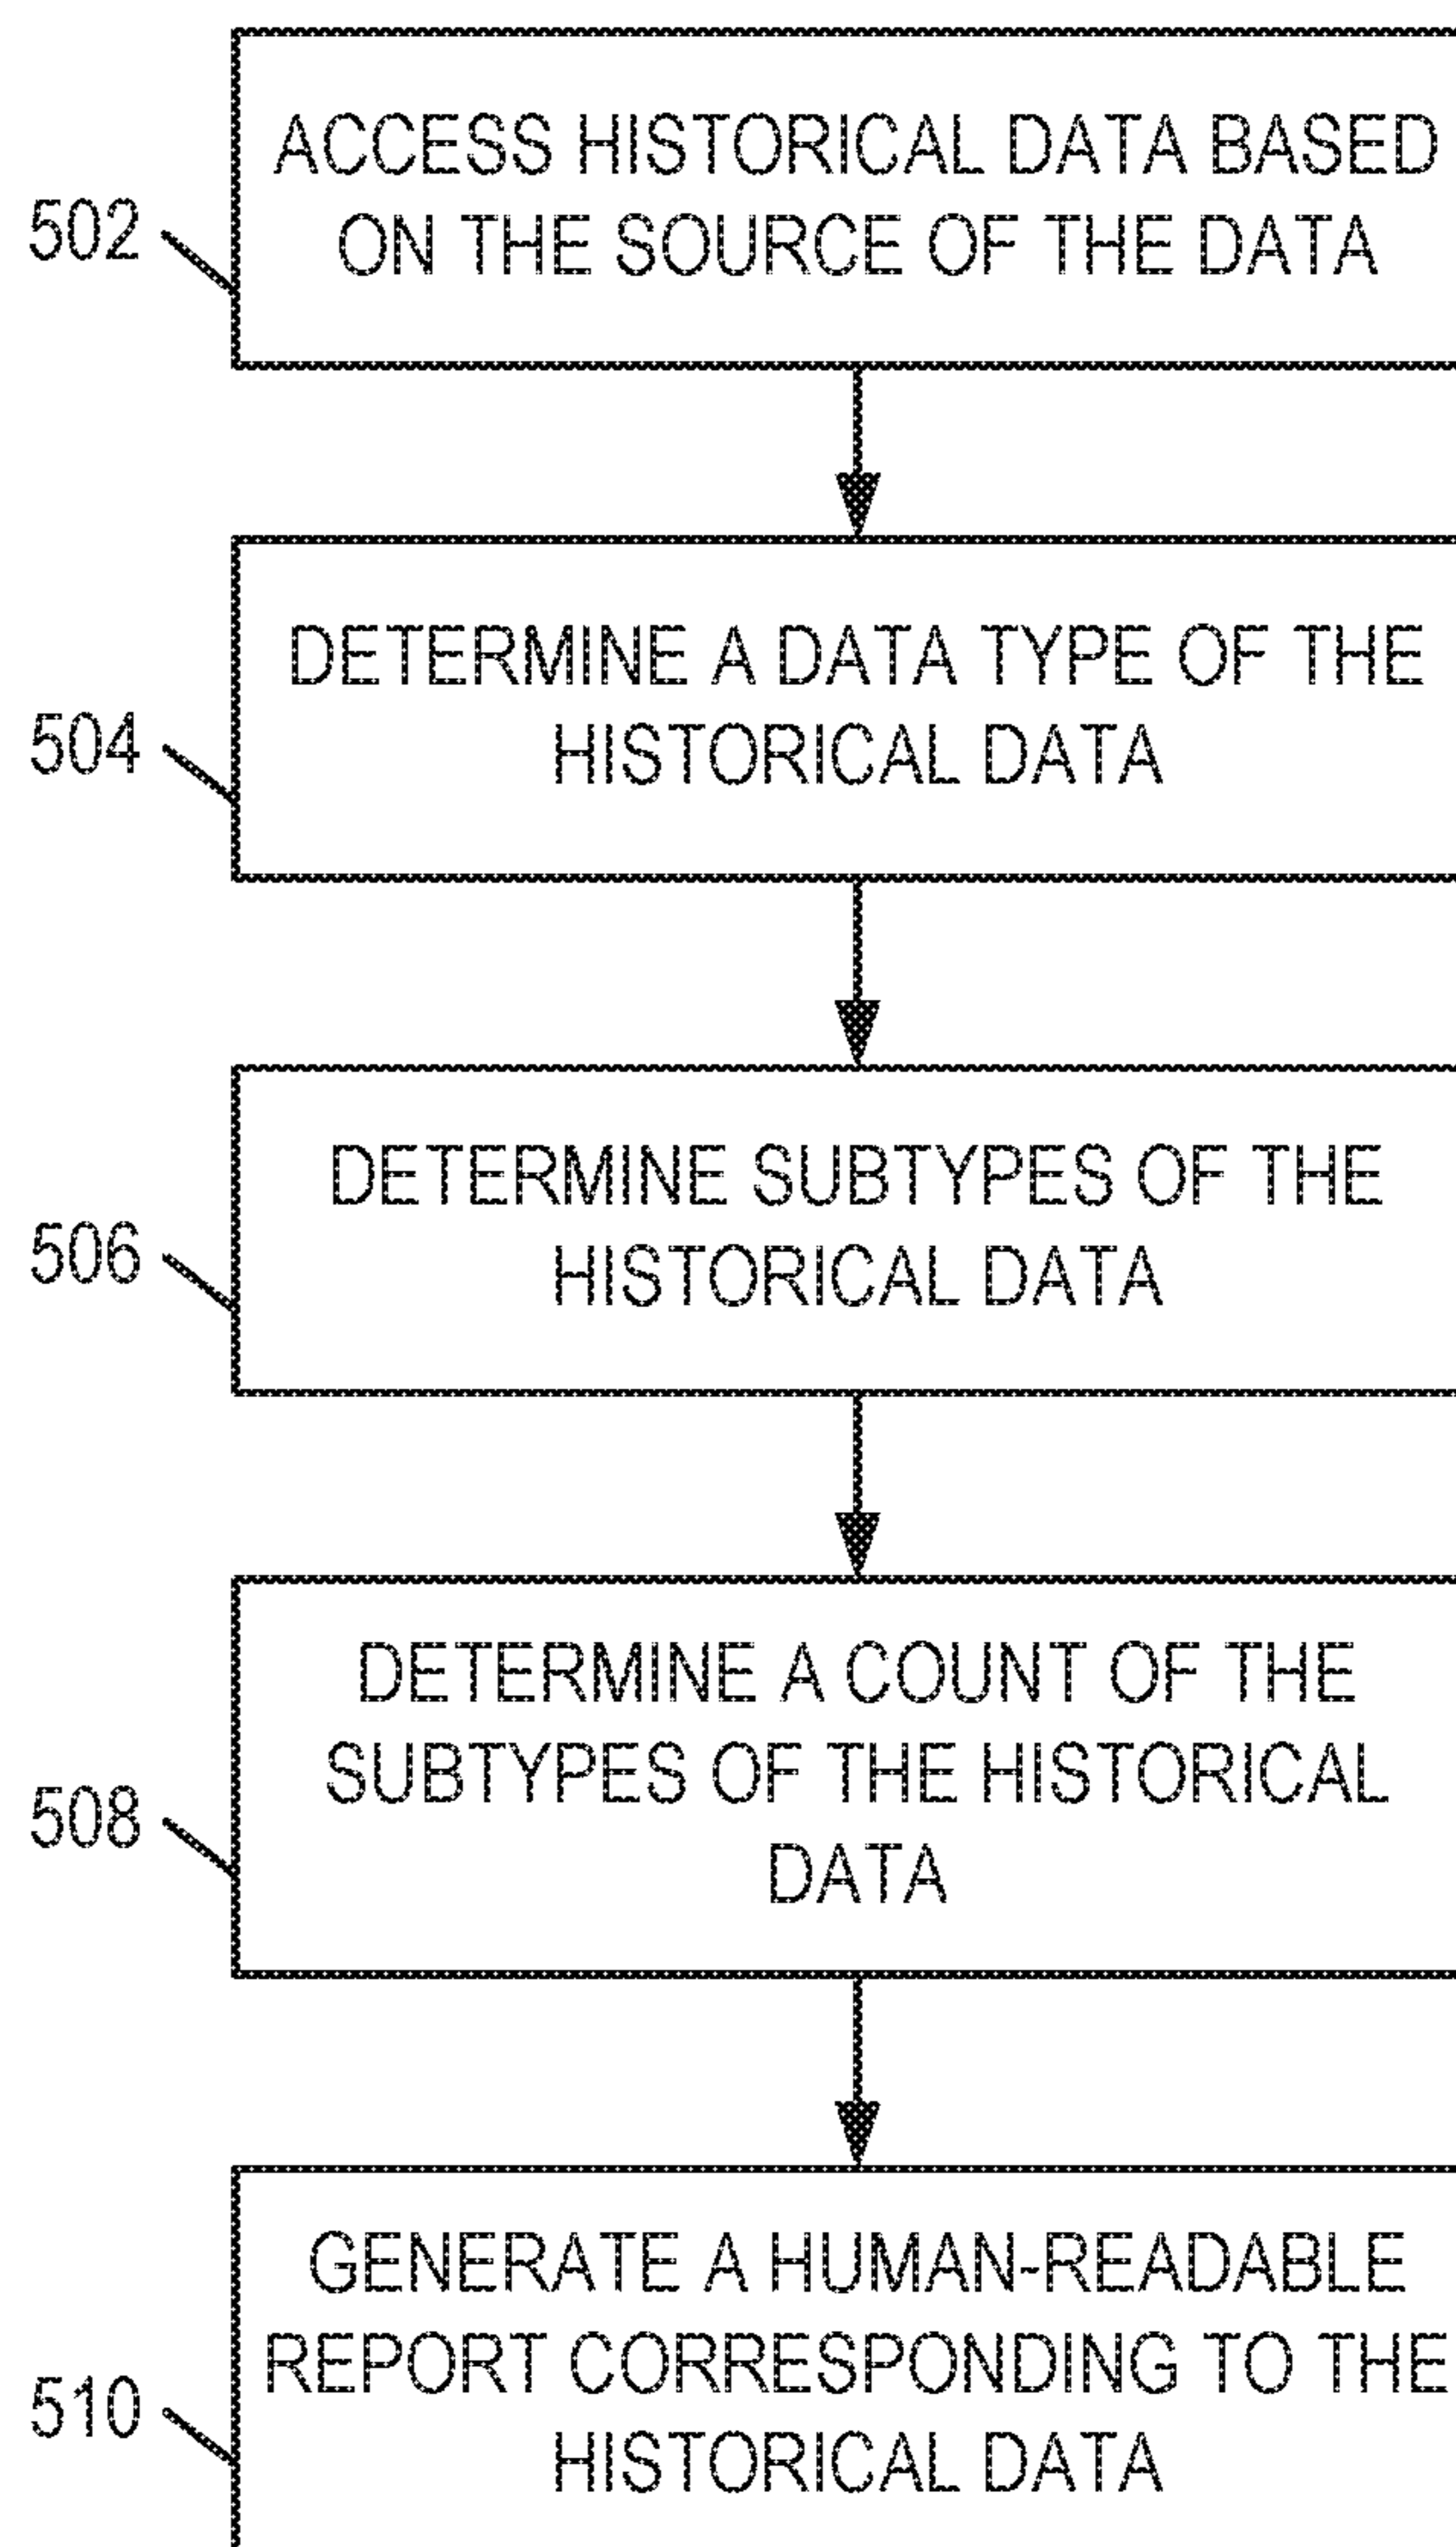 ACCESS HISTORICAL DATA BASED
ON THE SOURCE OF THE DATA
502
DETERMINE A DATA TYPE OF THE
HISTORICAL DATA
504
DETERMINE SUBTYPES OF THE
HISTORICAL DATA
506
DETERMINE A COUNT OF THE
SUBTYPES OF THE HISTORICAL
DATA
508
GENERATE A HUMAN-READABLE
REPORT CORRESPONDING TO THE
HISTORICAL DATA
510